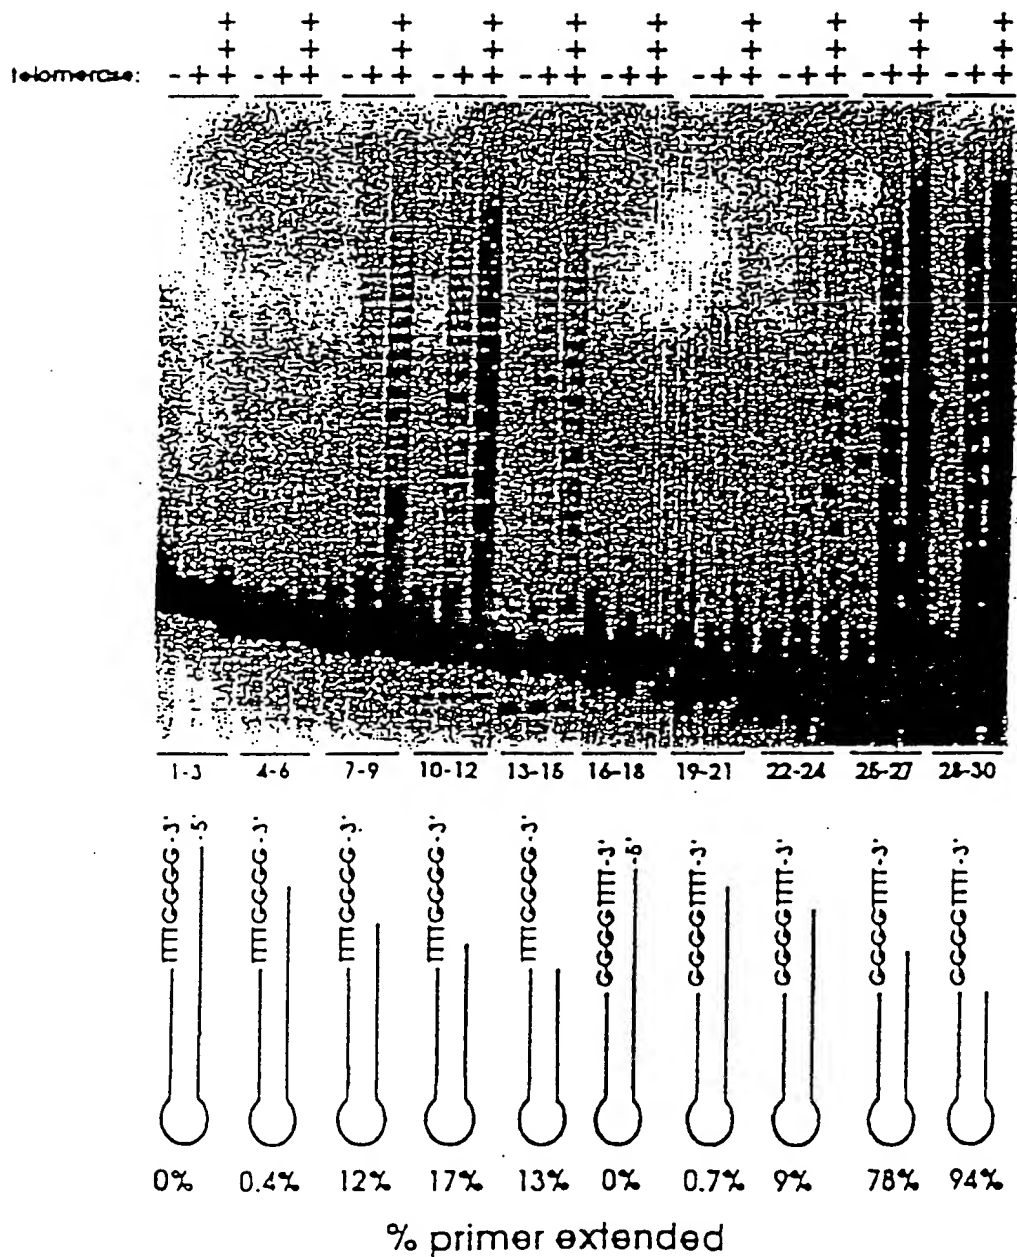 + + + + + + + + + +
+ + + + + + + + + +
telomerase: - + + - + + - + + - + + - + + - + + - + + - + + - + + - + +
1-3 4-6 7-9 10-12 13-15 16-18 19-21 22-24 25-27 28-30
TTTTGGGG-3'
-5'
TTTTGGGG-3'
TTTTGGGG-3'
TTTTGGGG-3'
TTTTGGGG-3'
GGGGTTTT-3'
-5'
GGGGTTTT-3'
GGGGTTTT-3'
GGGGTTTT-3'
GGGGTTTT-3'
0% 0.4% 12% 17% 13% 0% 0.7% 9% 78% 94%
% primer extended